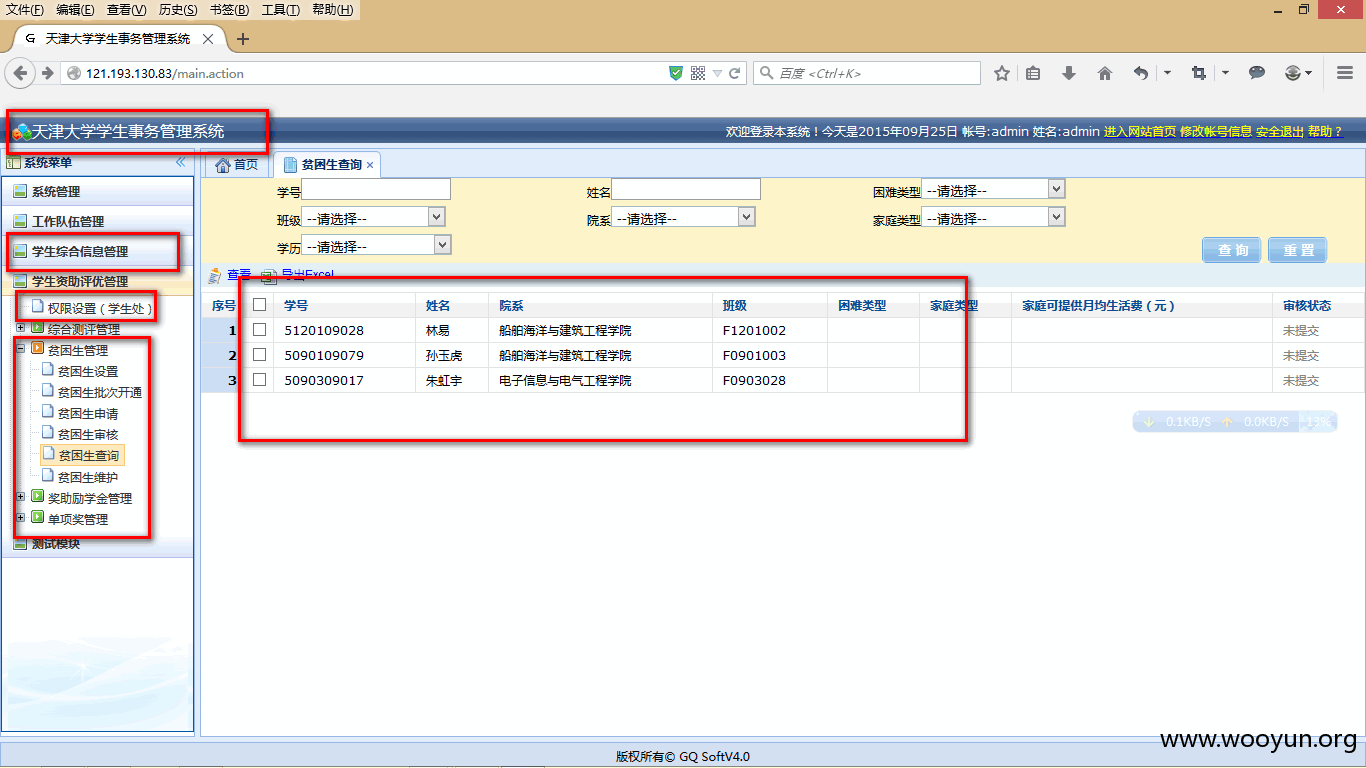 文件(F) 编辑(E) 查看(V) 历史(S) 书签(B) 工具(T) 帮助(H)
天津大学学生事务管理系统
121.193.130.83/main.action
百度 <Ctrl+K>
天津大学学生事务管理系统
欢迎登录本系统！今天是2015年09月25日 帐号:admin 姓名:admin 进入网站首页 修改帐号信息 安全退出 帮助？
系统菜单
首页 贫困生查询
系统管理
工作队伍管理
学生综合信息管理
学生资助评优管理
权限设置（学生处）
综合测评管理
贫困生管理
贫困生设置
贫困生批次开通
贫困生申请
贫困生审核
贫困生查询
贫困生维护
奖助励学金管理
单项奖管理
测试模块
学号 姓名 困难类型 --请选择--
班级 --请选择-- 院系 --请选择-- 家庭类型 --请选择--
学历 --请选择--
查 询 重 置
查看 导出Excel
序号 学号 姓名 院系 班级 困难类型 家庭类型 家庭可提供月均生活费（元） 审核状态
1 5120109028 林易 船舶海洋与建筑工程学院 F1201002 未提交
2 5090109079 孙玉虎 船舶海洋与建筑工程学院 F0901003 未提交
3 5090309017 朱虹宇 电子信息与电气工程学院 F0903028 未提交
0.1KB/S 0.0KB/S 13%
版权所有© GQ SoftV4.0
www.wooyun.org